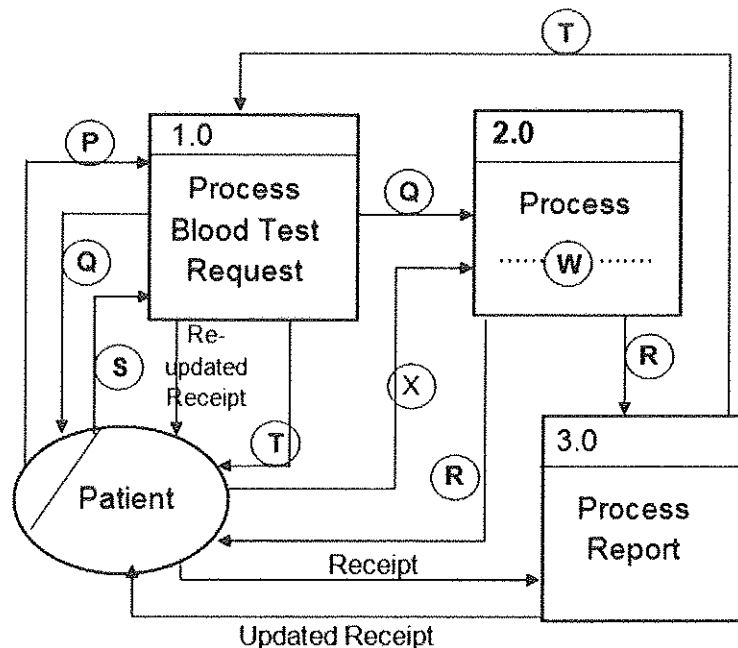 T
P
1.0
Process
Blood Test
Request
Q
2.0
Process
W
Q
S
Re-
updated
Receipt
T
X
R
R
3.0
Process
Report
Patient
Receipt
Updated Receipt